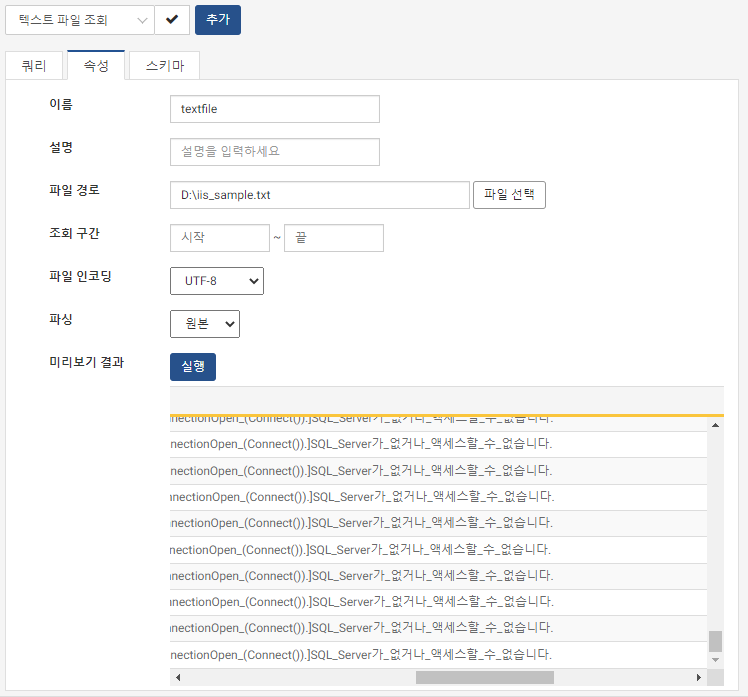 텍스트 파일 조회 추가
쿼리 속성 스키마
이름 textfile
설명 설명을 입력하세요
파일 경로 D:\iis_sample.txt 파일 선택
조회 구간 시작 ~ 끝
파일 인코딩 UTF-8
파싱 원본
미리보기 결과 실행
nnectionOpen_(Connect()).]SQL_Server가_없거나_액세스할_수_없습니다.
nnectionOpen_(Connect()).]SQL_Server가_없거나_액세스할_수_없습니다.
nnectionOpen_(Connect()).]SQL_Server가_없거나_액세스할_수_없습니다.
nnectionOpen_(Connect()).]SQL_Server가_없거나_액세스할_수_없습니다.
nnectionOpen_(Connect()).]SQL_Server가_없거나_액세스할_수_없습니다.
nnectionOpen_(Connect()).]SQL_Server가_없거나_액세스할_수_없습니다.
nnectionOpen_(Connect()).]SQL_Server가_없거나_액세스할_수_없습니다.
nnectionOpen_(Connect()).]SQL_Server가_없거나_액세스할_수_없습니다.
nnectionOpen_(Connect()).]SQL_Server가_없거나_액세스할_수_없습니다.
nnectionOpen_(Connect()).]SQL_Server가_없거나_액세스할_수_없습니다.